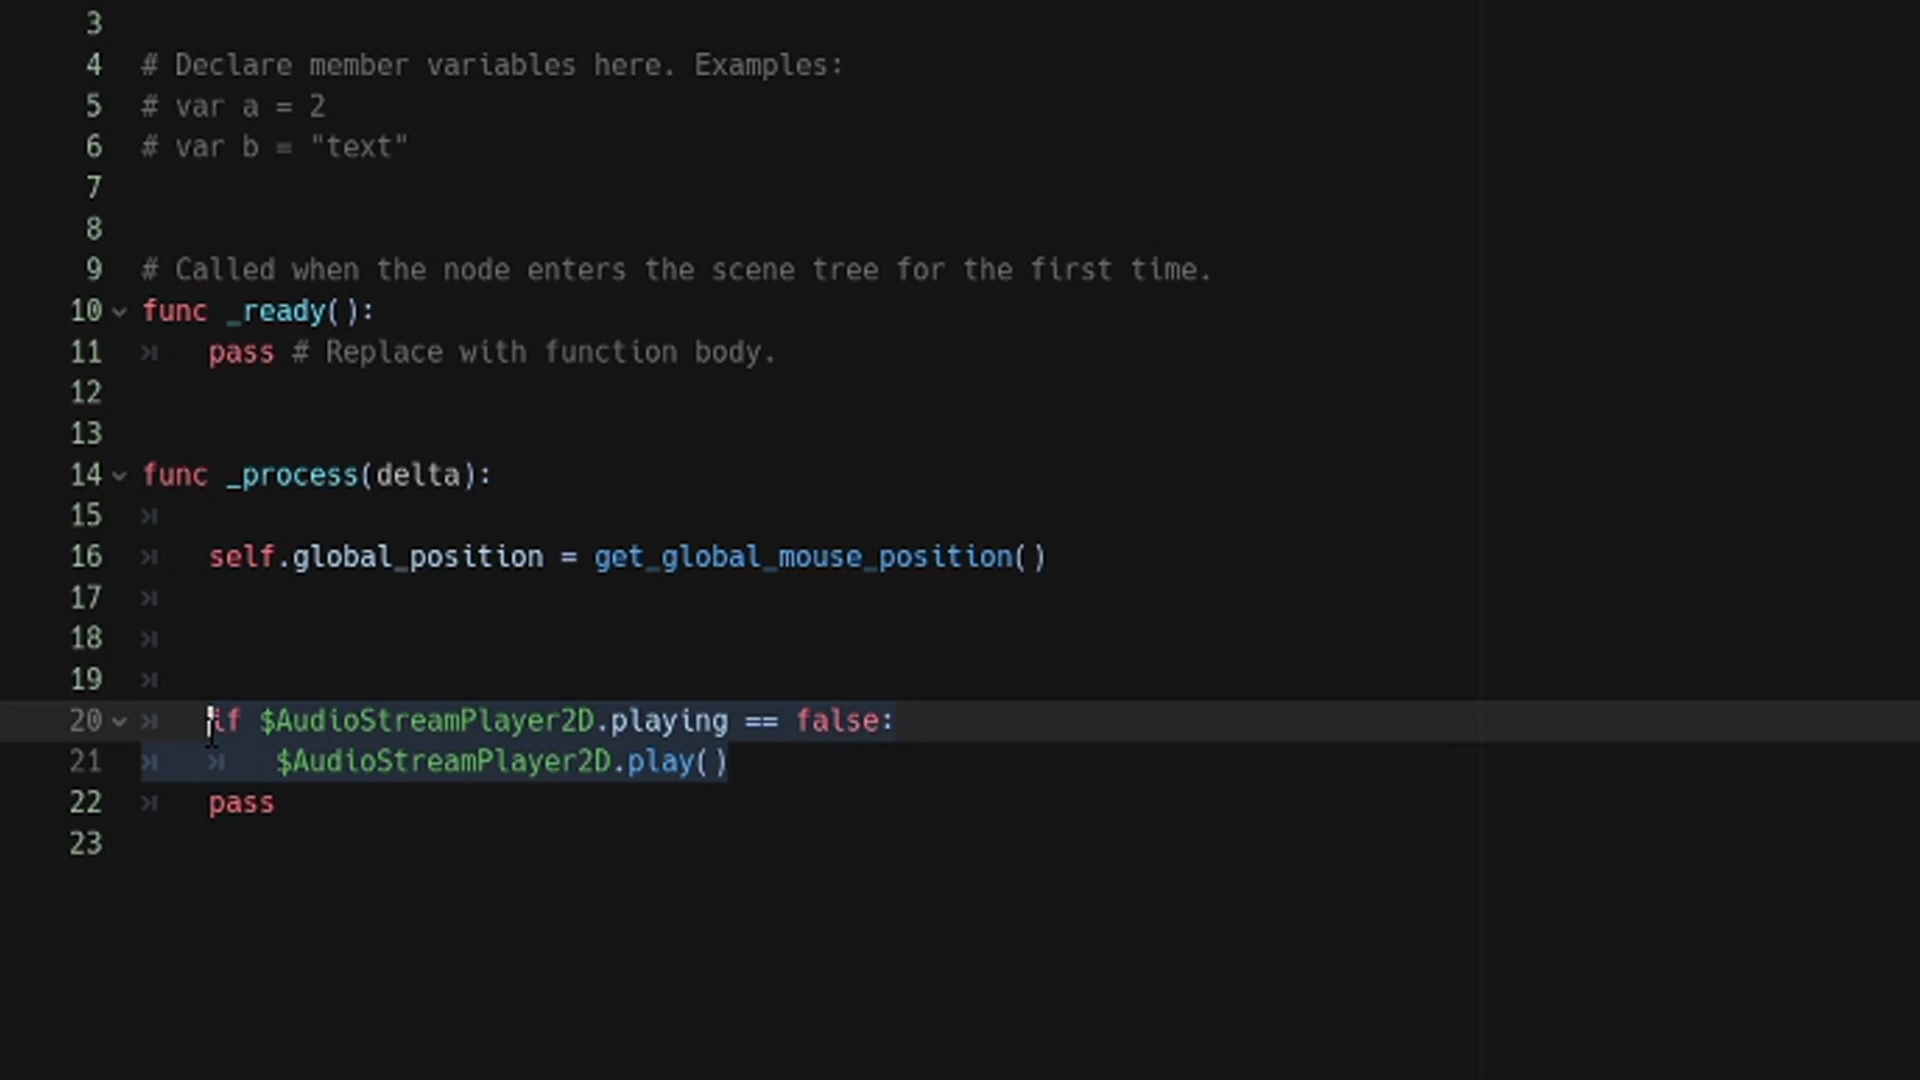 3
4 # Declare member variables here. Examples:
5 # var a = 2
6 # var b = "text"
7
8
9 # Called when the node enters the scene tree for the first time.
10 func _ready():
11 pass # Replace with function body.
12
13
14 func _process(delta):
15
16 self.global_position = get_global_mouse_position()
17
18
19
20 if $AudioStreamPlayer2D.playing == false:
21 $AudioStreamPlayer2D.play()
22 pass
23